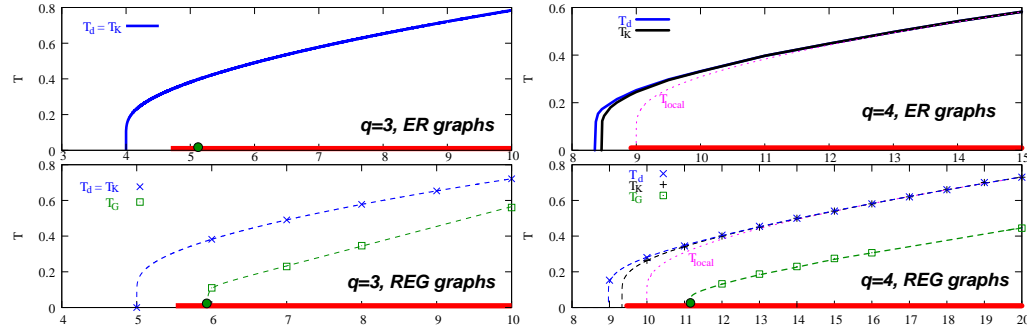 0.8
0.6
0.4
0.2
0
T
T_d = T_K
q=3, ER graphs
3 4 5 6 7 8 9 10
0.6
0.4
0.2
0
T
T_d
T_K
T_local
q=4, ER graphs
8 9 10 11 12 13 14 15
0.8
0.6
0.4
0.2
0
T
T_d = T_K
T_G
q=3, REG graphs
4 5 6 7 8 9 10 11 12
0.8
0.6
0.4
0.2
0
T
T_d
T_K
T_G
T_local
q=4, REG graphs
8 9 10 11 12 13 14 15 16 17 18 19 20